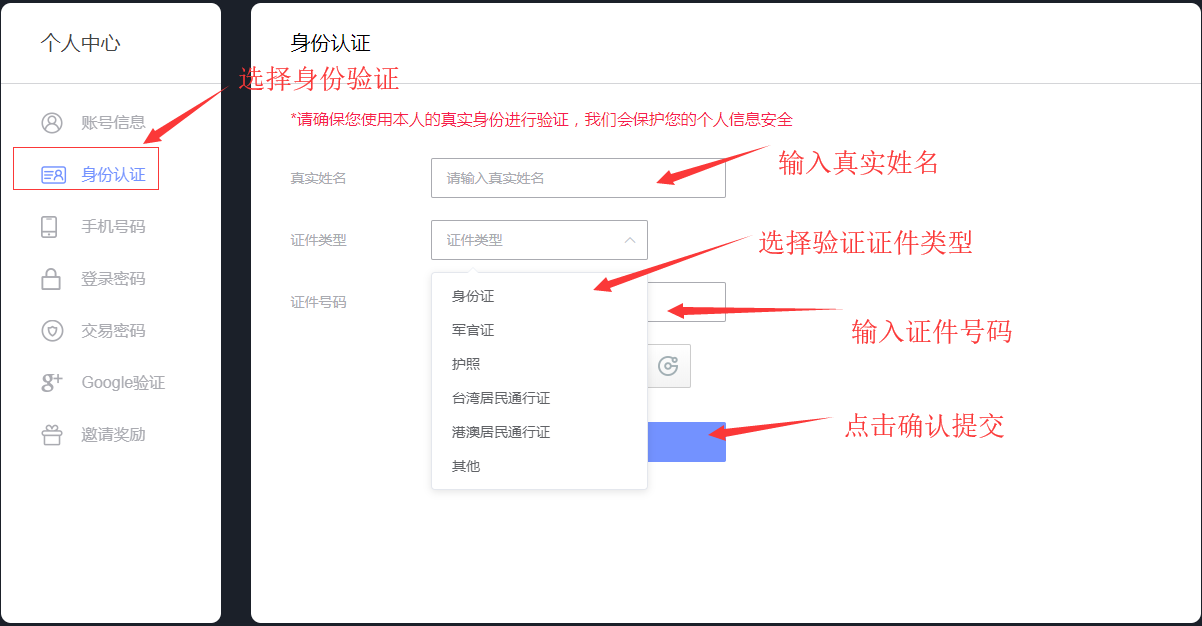 个人中心
身份认证
选择身份验证
账号信息
身份认证
手机号码
登录密码
交易密码
Google验证
邀请奖励
*请确保您使用本人的真实身份进行验证，我们会保护您的个人信息安全
真实姓名
请输入真实姓名
输入真实姓名
证件类型
证件类型
选择验证证件类型
身份证
军官证
护照
台湾居民通行证
港澳居民通行证
其他
证件号码
输入证件号码
点击确认提交